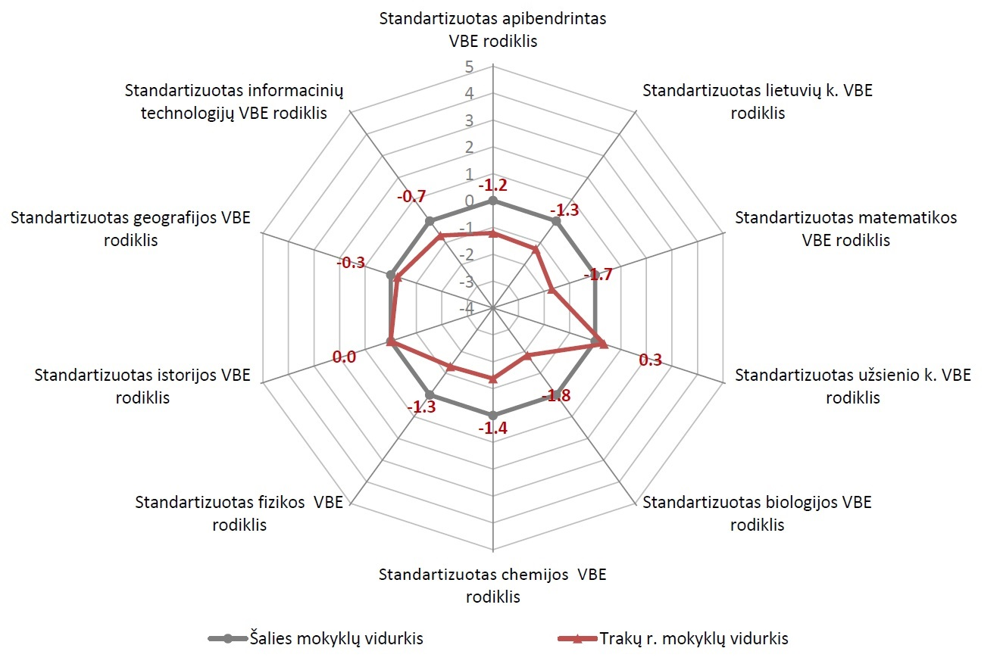 Standartizuotas apibendrintas
VBE rodiklis
Standartizuotas lietuvių k. VBE
rodiklis
Standartizuotas matematikos
VBE rodiklis
Standartizuotas užsienio k. VBE
rodiklis
Standartizuotas biologijos VBE
rodiklis
Standartizuotas chemijos VBE
rodiklis
Standartizuotas fizikos VBE
rodiklis
Standartizuotas istorijos VBE
rodiklis
Standartizuotas geografijos VBE
rodiklis
Standartizuotas informacinių
technologijų VBE rodiklis
5
4
3
2
1
0
-1
-2
-3
-4
-1.2
-1.3
-1.7
0.3
-1.8
-1.4
-1.3
0.0
-0.3
-0.7
Šalies mokyklų vidurkis
Trakų r. mokyklų vidurkis